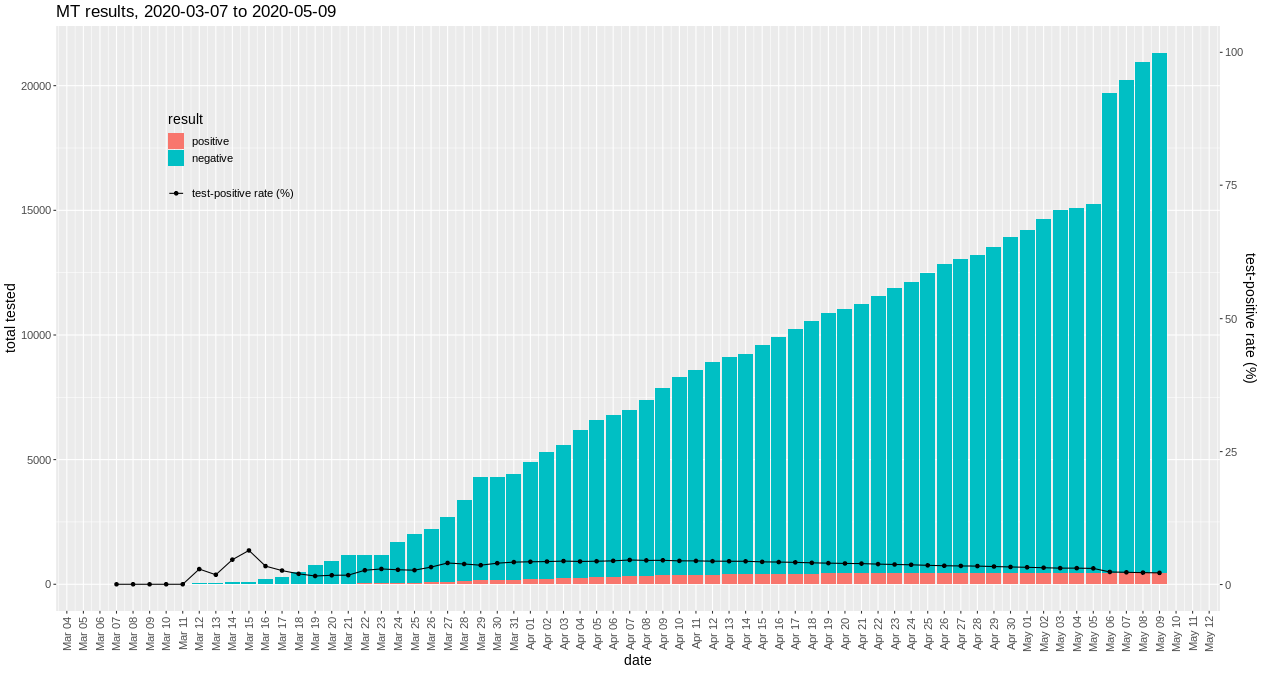 MT results, 2020-03-07 to 2020-05-09
total tested
20000
15000
10000
5000
0
result
positive
negative
test-positive rate (%)
100
75
50
25
0
test-positive rate (%)
Mar 04
Mar 05
Mar 06
Mar 07
Mar 08
Mar 09
Mar 10
Mar 11
Mar 12
Mar 13
Mar 14
Mar 15
Mar 16
Mar 17
Mar 18
Mar 19
Mar 20
Mar 21
Mar 22
Mar 23
Mar 24
Mar 25
Mar 26
Mar 27
Mar 28
Mar 29
Mar 30
Mar 31
Apr 01
Apr 02
Apr 03
Apr 04
Apr 05
Apr 06
Apr 07
Apr 08
Apr 09
Apr 10
Apr 11
Apr 12
Apr 13
Apr 14
Apr 15
Apr 16
Apr 17
Apr 18
Apr 19
Apr 20
Apr 21
Apr 22
Apr 23
Apr 24
Apr 25
Apr 26
Apr 27
Apr 28
Apr 29
Apr 30
May 01
May 02
May 03
May 04
May 05
May 06
May 07
May 08
May 09
May 10
May 11
May 12
date